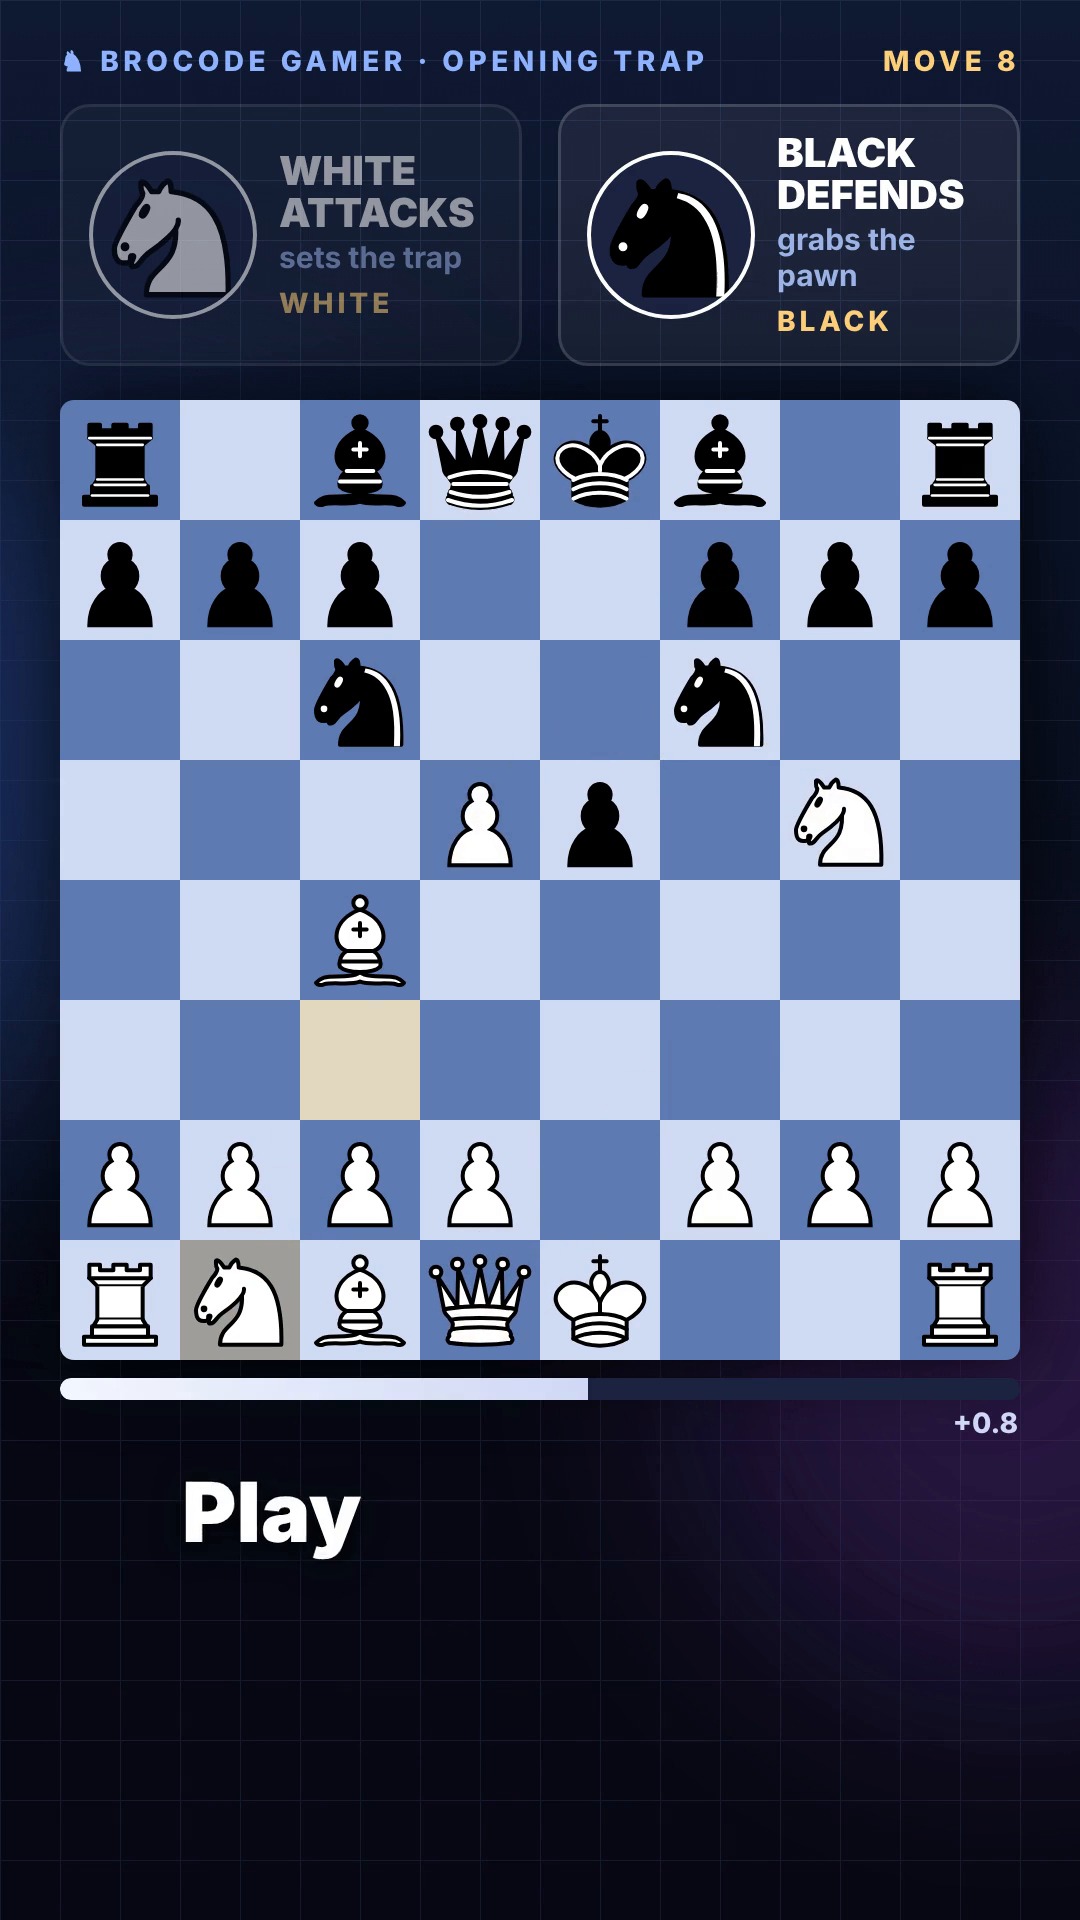 ♞ BROCODE GAMER · OPENING TRAP
MOVE 8
WHITE
ATTACKS
sets the trap
WHITE
BLACK
DEFENDS
grabs the
pawn
BLACK
+0.8
Play